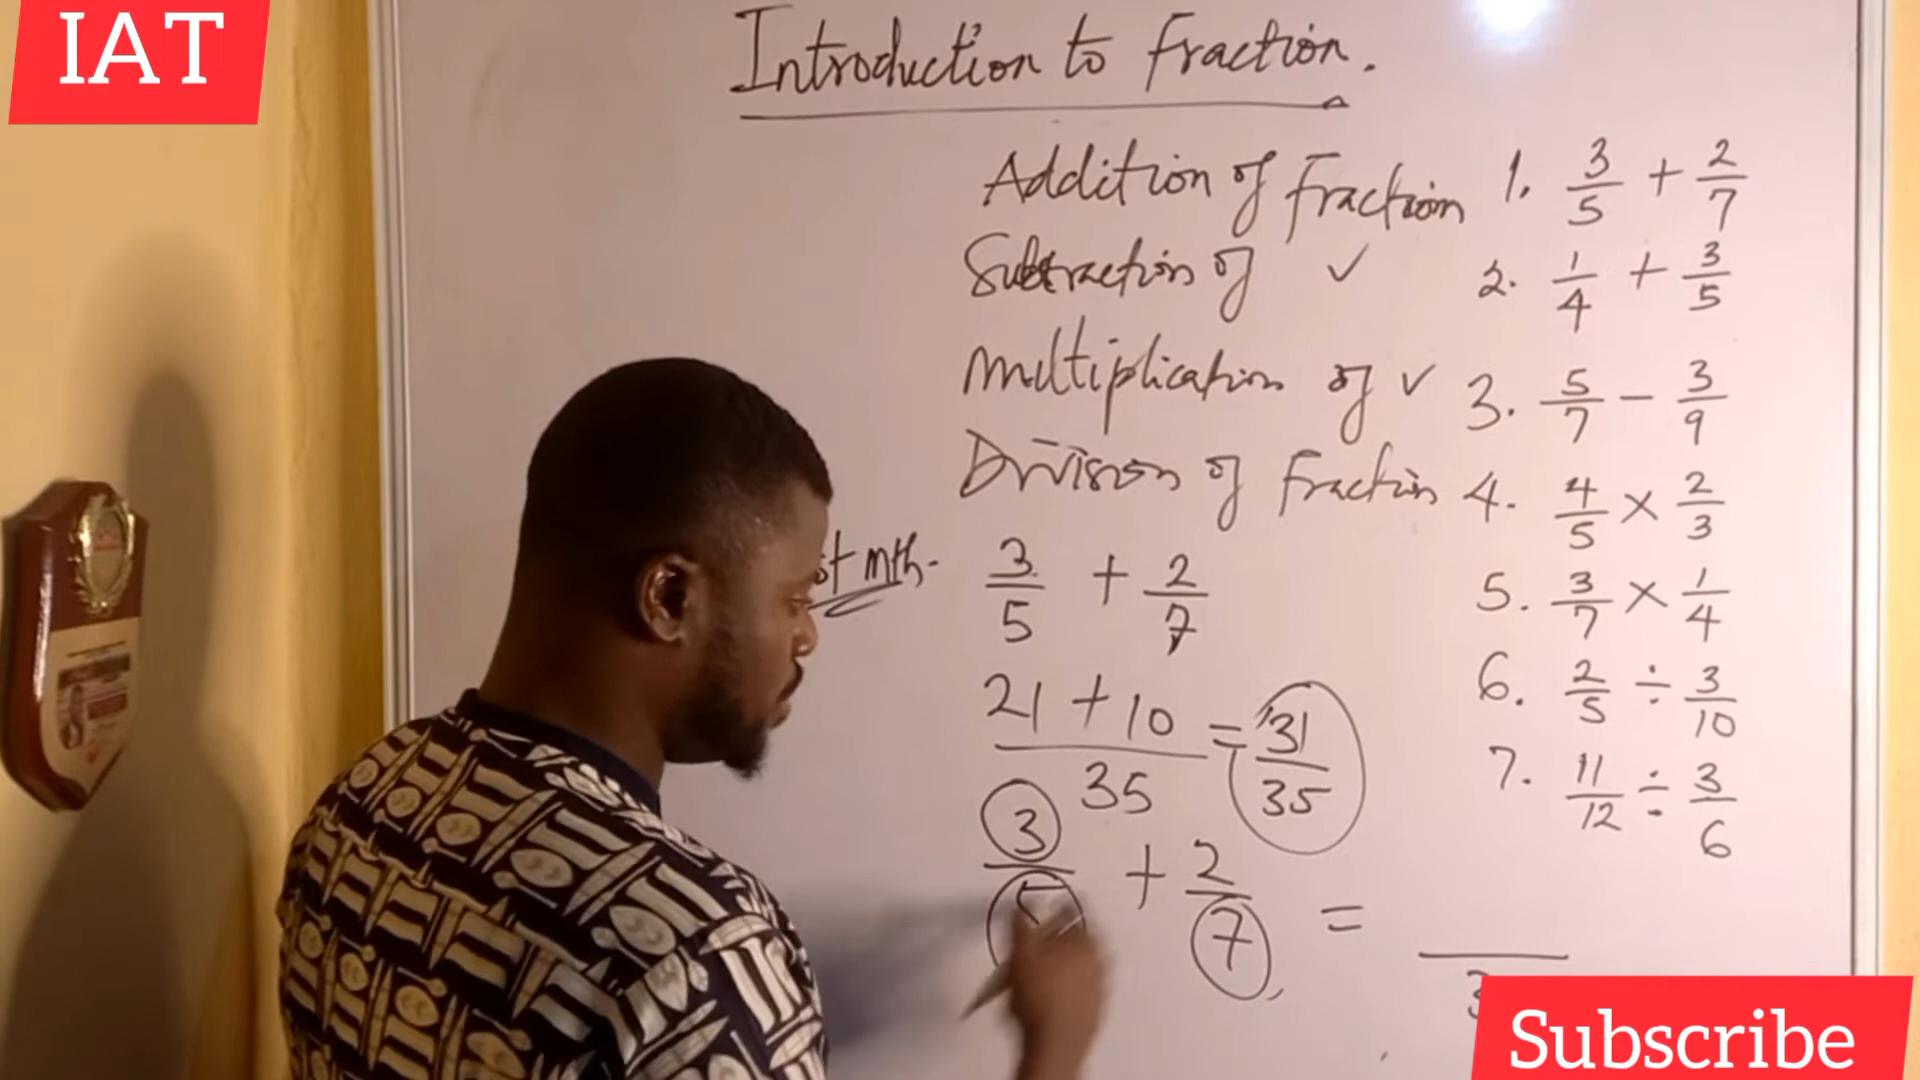 IAT
Introduction to Fraction.
Addition of Fraction 1. 3/5 + 2/7
Subtraction of ✓ 2. 1/4 + 3/5
Multiplication of ✓ 3. 5/7 - 3/9
Division of Fraction 4. 4/5 × 2/3
5. 3/7 × 1/4
6. 2/5 ÷ 3/10
7. 11/12 ÷ 3/6
mth. 3/5 + 2/7
21 + 10 / 35 = 31/35
3/5 + 2/7 =
Subscribe